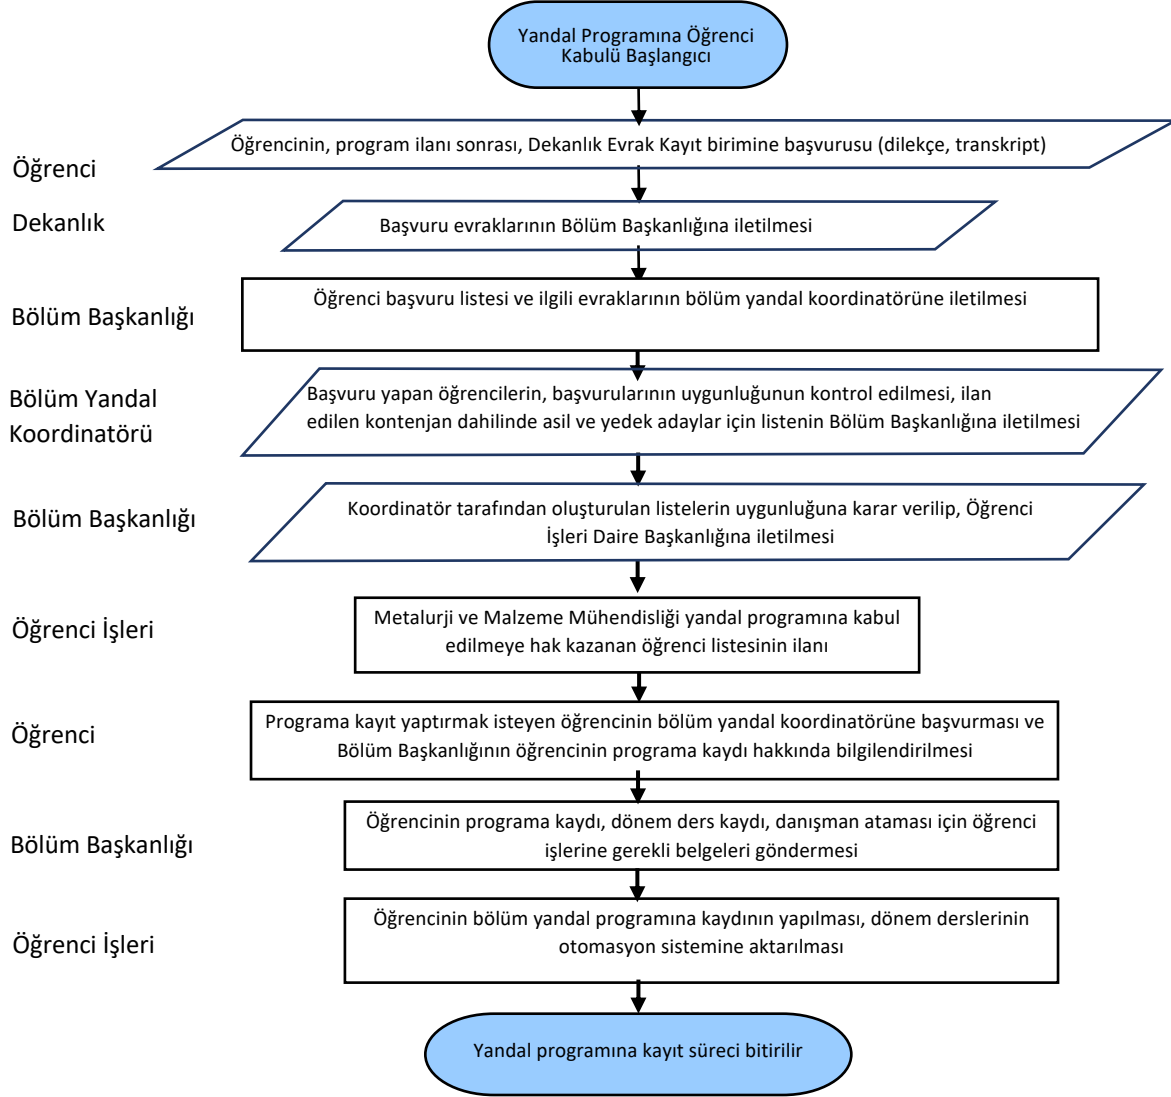 Yandal Programına Öğrenci
Kabulü Başlangıcı
Öğrencinin, program ilanı sonrası, Dekanlık Evrak Kayıt birimine başvurusu (dilekçe, transkript)
Öğrenci
Dekanlık
Başvuru evraklarının Bölüm Başkanlığına iletilmesi
Öğrenci başvuru listesi ve ilgili evraklarının bölüm yandal koordinatörüne iletilmesi
Bölüm Başkanlığı
Bölüm Yandal
Koordinatörü
Başvuru yapan öğrencilerin, başvurularının uygunluğunun kontrol edilmesi, ilan
edilen kontenjan dahilinde asil ve yedek adaylar için listenin Bölüm Başkanlığına iletilmesi
Bölüm Başkanlığı
Koordinatör tarafından oluşturulan listelerin uygunluğuna karar verilip, Öğrenci
İşleri Daire Başkanlığına iletilmesi
Öğrenci İşleri
Metalurji ve Malzeme Mühendisliği yandal programına kabul
edilmeye hak kazanan öğrenci listesinin ilanı
Öğrenci
Programa kayıt yaptırmak isteyen öğrencinin bölüm yandal koordinatörüne başvurması ve
Bölüm Başkanlığının öğrencinin programa kaydı hakkında bilgilendirilmesi
Bölüm Başkanlığı
Öğrencinin programa kaydı, dönem ders kaydı, danışman ataması için öğrenci
işlerine gerekli belgeleri göndermesi
Öğrenci İşleri
Öğrencinin bölüm yandal programına kaydının yapılması, dönem derslerinin
otomasyon sistemine aktarılması
Yandal programına kayıt süreci bitirilir